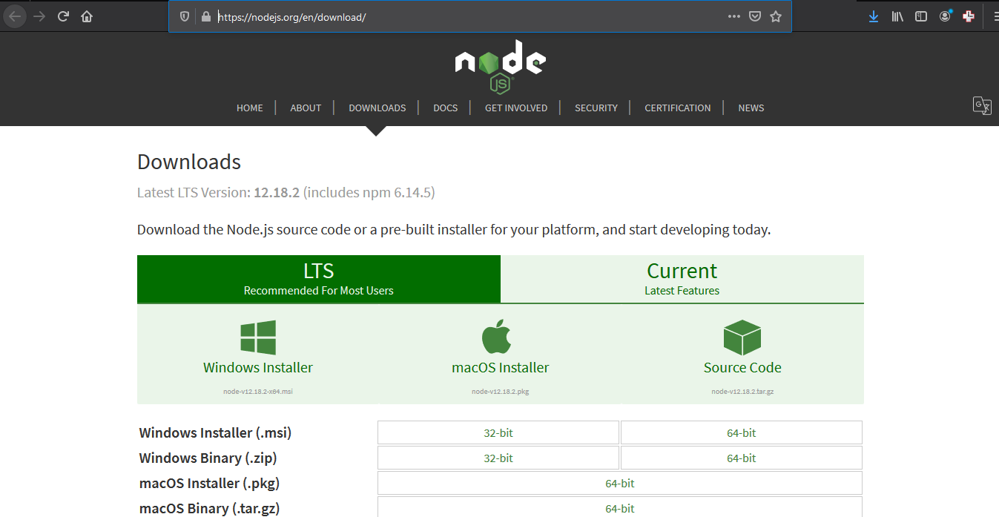 https://nodejs.org/en/download/
node
JS
HOME ABOUT DOWNLOADS DOCS GET INVOLVED SECURITY CERTIFICATION NEWS
Downloads
Latest LTS Version: 12.18.2 (includes npm 6.14.5)
Download the Node.js source code or a pre-built installer for your platform, and start developing today.
LTS Current
Recommended For Most Users Latest Features
Windows Installer macOS Installer Source Code
node-v12.18.2-x64.msi node-v12.18.2.pkg node-v12.18.2.tar.gz
Windows Installer (.msi) 32-bit 64-bit
Windows Binary (.zip) 32-bit 64-bit
macOS Installer (.pkg) 64-bit
macOS Binary (.tar.gz) 64-bit